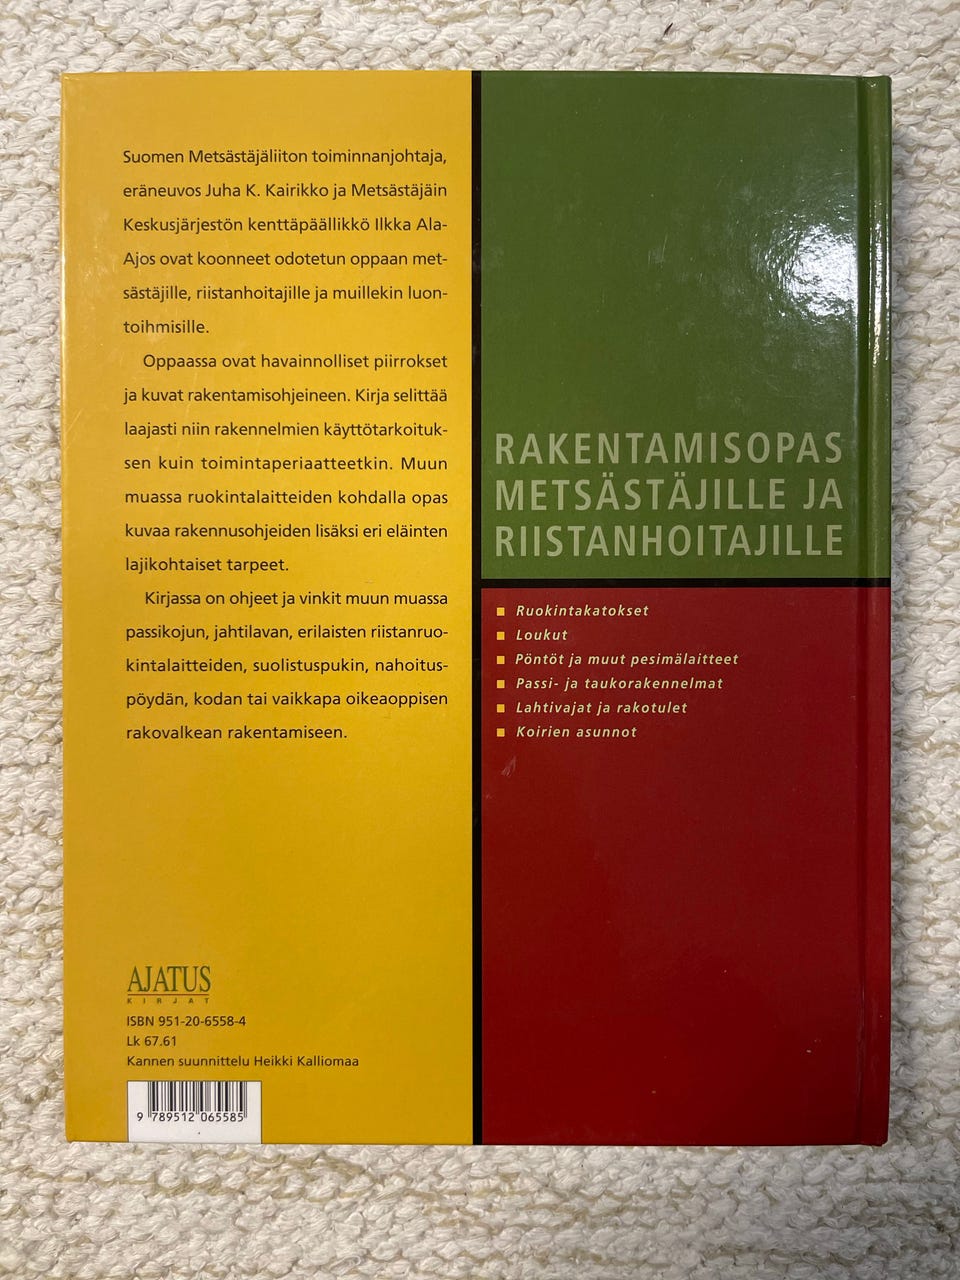 Suomen Metsästäjäliiton toiminnanjohtaja,
eräneuvos Juha K. Kairikko ja Metsästäjäin
Keskusjärjestön kenttäpäällikkö Ilkka Ala-
Ajos ovat koonneet odotetun oppaan met-
sästäjille, riistanhoitajille ja muillekin luon-
toihmisille.
Oppaassa ovat havainnolliset piirrokset
ja kuvat rakentamisohjeineen. Kirja selittää
laajasti niin rakennelmien käyttötarkoituk-
sen kuin toimintaperiaatteetkin. Muun
muassa ruokintalaitteiden kohdalla opas
kuvaa rakennusohjeiden lisäksi eri eläinten
lajikohtaiset tarpeet.
Kirjassa on ohjeet ja vinkit muun muassa
passikojun, jahtilavan, erilaisten riistanruo-
kintalaitteiden, suolistuspukin, nahoitus-
pöydän, kodan tai vaikkapa oikeaoppisen
rakovalkean rakentamiseen.
AJATUS
KIRJAT
ISBN 951-20-6558-4
Lk 67.61
Kannen suunnittelu Heikki Kalliomaa
9 789512 065585
RAKENTAMISOPAS
METSÄSTÄJILLE JA
RIISTANHOITAJILLE
Ruokintakatokset
Loukut
Pöntöt ja muut pesimälaitteet
Passi- ja taukorakennelmat
Lahtivajat ja rakotulet
Koirien asunnot